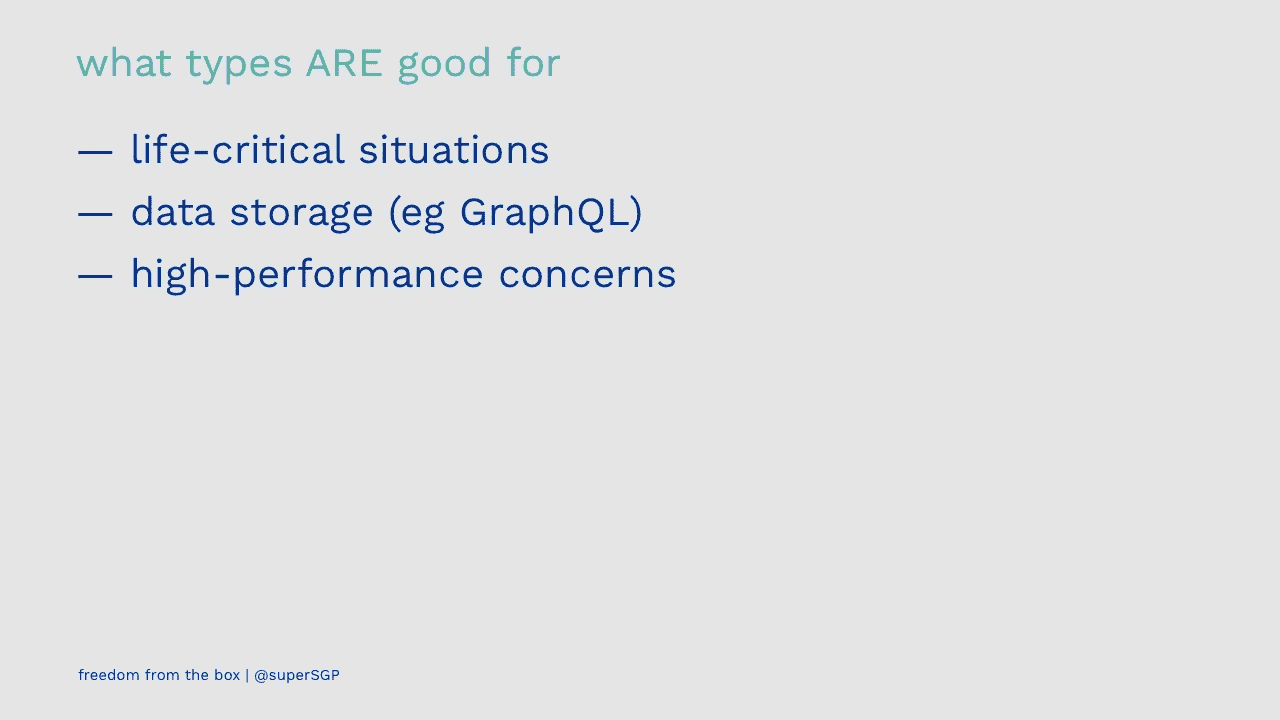 what types ARE good for
— life-critical situations
— data storage (eg GraphQL)
— high-performance concerns
freedom from the box | @superSGP